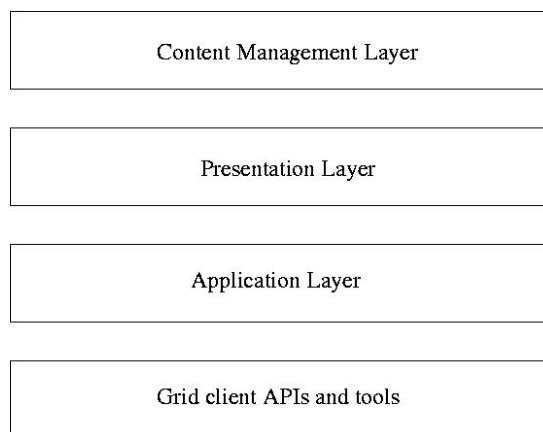 Content Management Layer
Presentation Layer
Application Layer
Grid client APIs and tools